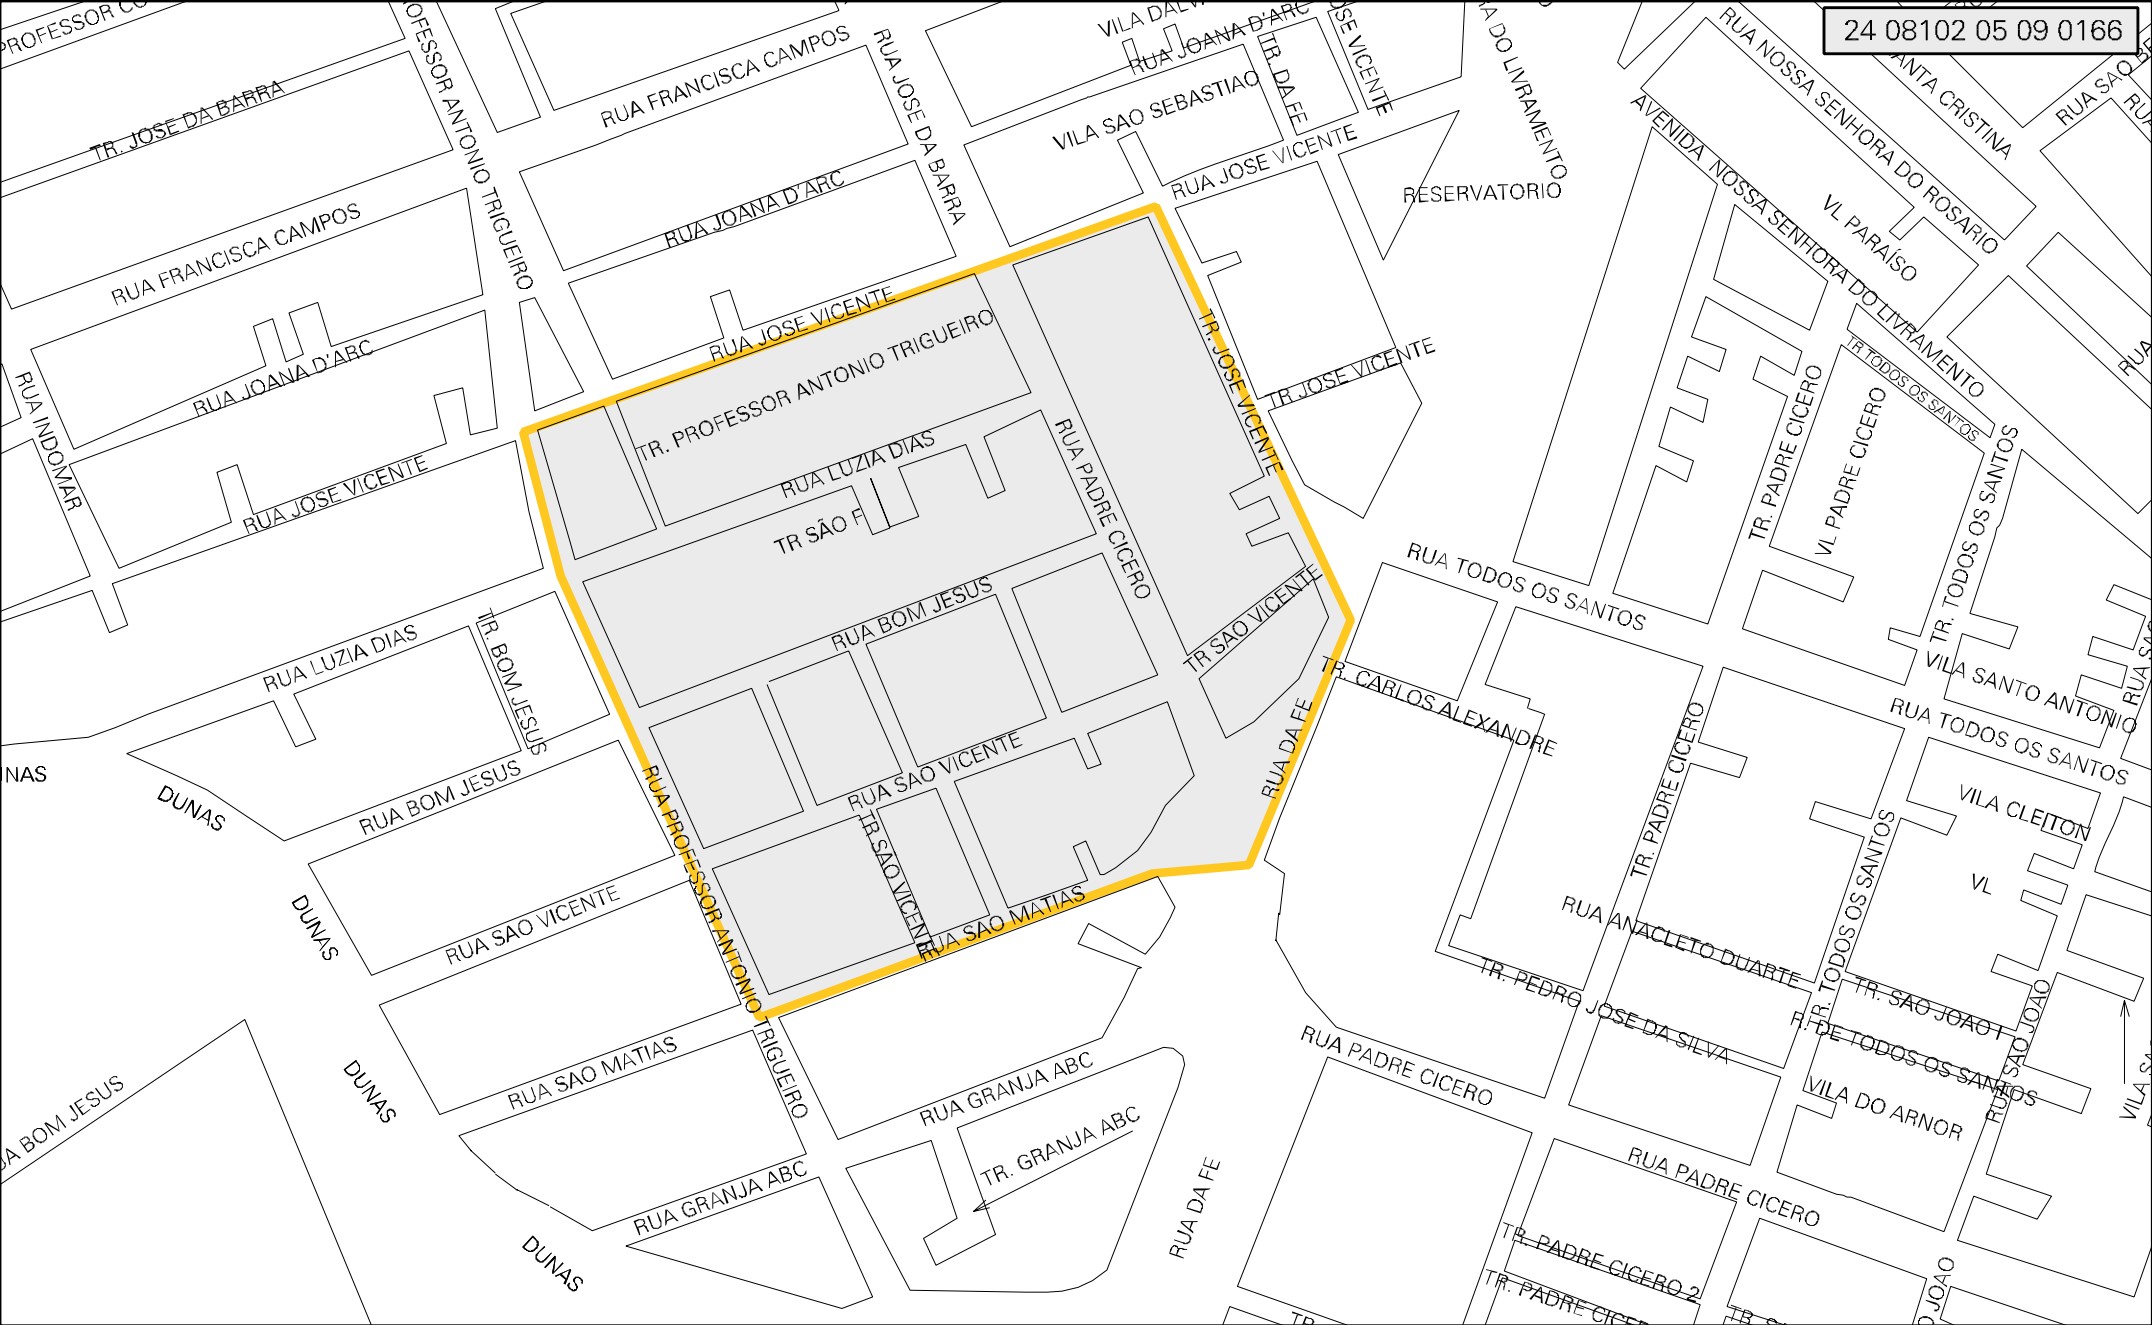 24 08102 05 09 0166
TR. JOSE DA BARRA
RUA FRANCISCA CAMPOS
RUA JOSE DA BARRA
RUA JOANA D'ARC
TR. DA FE
VILA SAO SEBASTIAO
RUA JOSE VICENTE
RESERVATORIO
RUA NOSSA SENHORA DO ROSARIO
AVENIDA NOSSA SENHORA DO LIVRAMENTO
VL PARAÍSO
RUA JOANA D'ARC
RUA FRANCISCA CAMPOS
RUA JOANA D'ARC
RUA INDOMAR
RUA JOSE VICENTE
RUA JOSE VICENTE
TR. PROFESSOR ANTONIO TRIGUEIRO
RUA LUZIA DIAS
TR SÃO F
RUA PADRE CICERO
TR. JOSE VICENTE
TR JOSE VICENTE
TR TODOS OS SANTOS
TR. PADRE CICERO
VL PADRE CICERO
TR. TODOS OS SANTOS
RUA TODOS OS SANTOS
RUA BOM JESUS
TR SAO VICENTE
RUA LUZIA DIAS
TR. BOM JESUS
TR. CARLOS ALEXANDRE
VILA SANTO ANTONIO
RUA TODOS OS SANTOS
RUA DA FE
TR. PADRE CICERO
RUA SAO VICENTE
TR SAO VICENTE
RUA PROFESSOR ANTONIO TRIGUEIRO
RUA BOM JESUS
DUNAS
VILA CLEITON
VL
TR. TODOS OS SANTOS
RUA SAO MATIAS
RUA SAO VICENTE
DUNAS
RUA ANACLETO DUARTE
TR. PEDRO JOSE DA SILVA
TR. SAO JOAO I
R. DE TODOS OS SANTOS
RUA SAO JOAO
VILA DO ARNOR
RUA PADRE CICERO
RUA SAO MATIAS
DUNAS
RUA GRANJA ABC
TR. GRANJA ABC
RUA PADRE CICERO
RUA DA FE
RUA GRANJA ABC
DUNAS
TR. PADRE CICERO 2